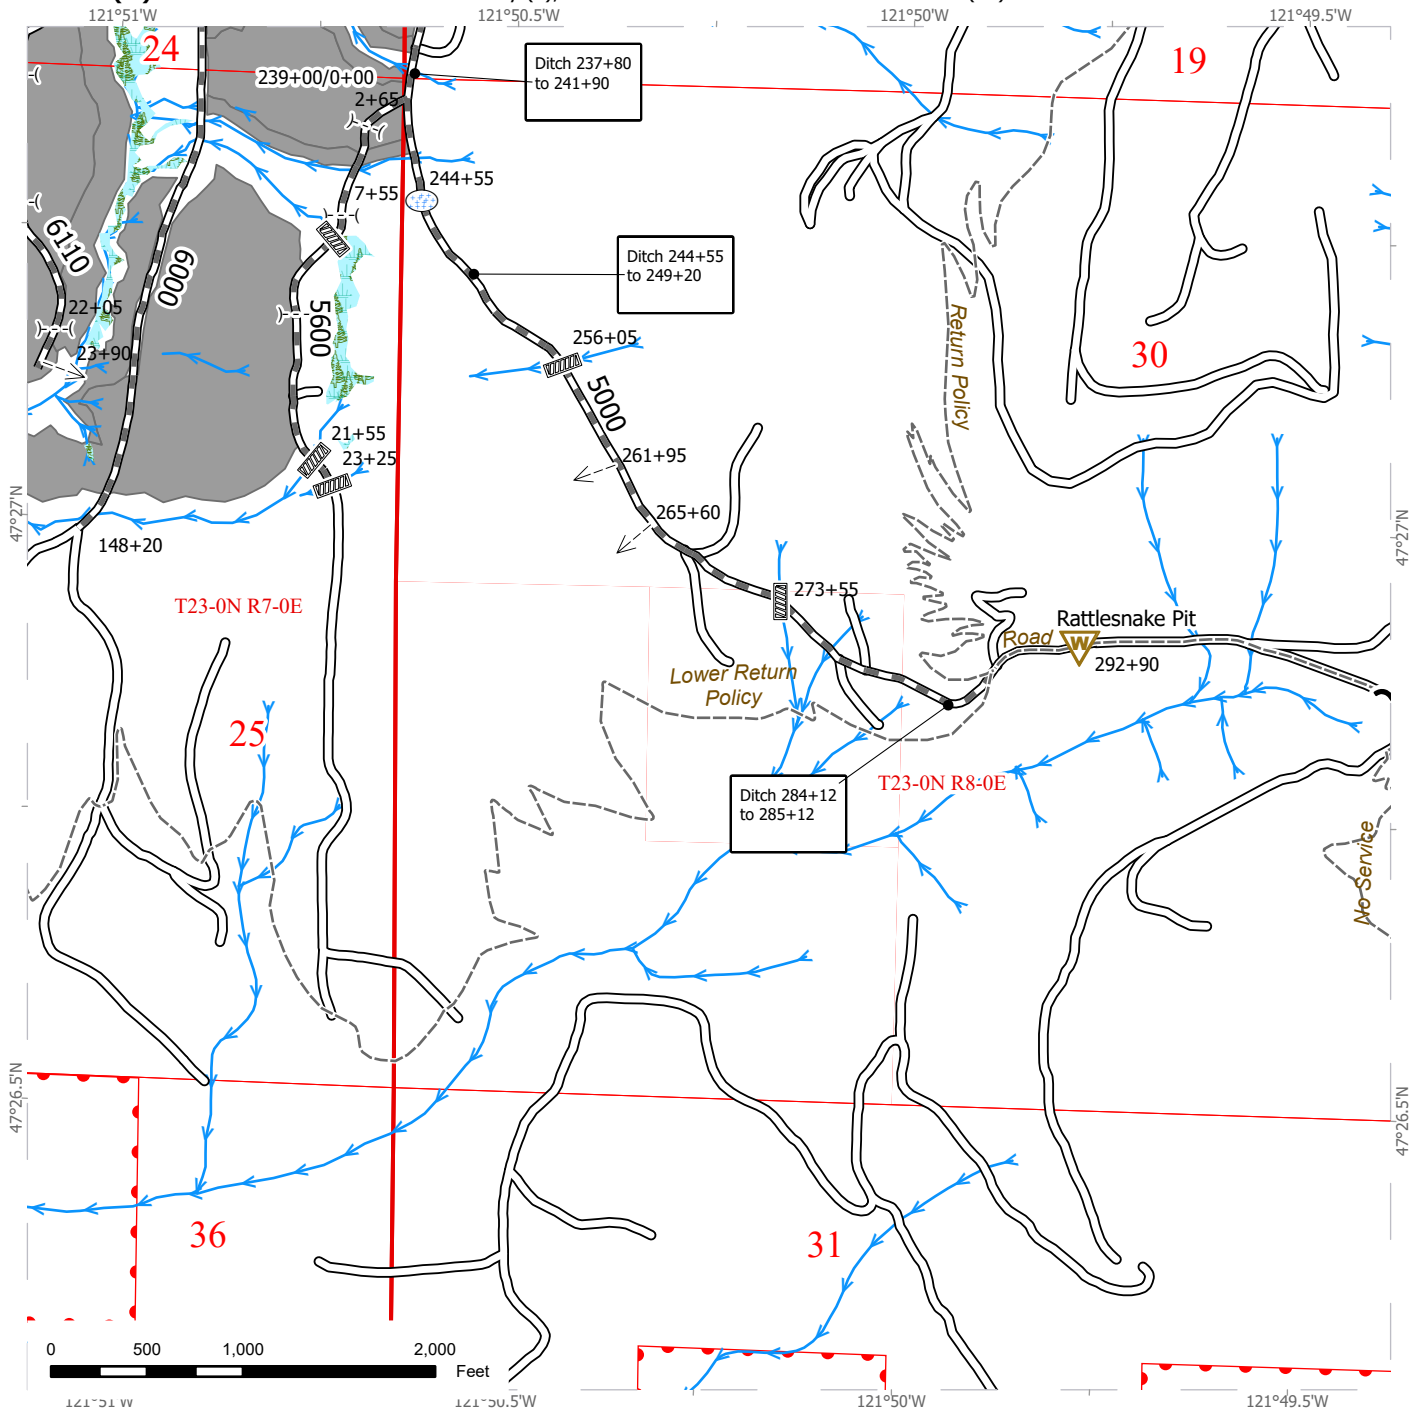 121°51'W
121°50.5'W
121°50'W
121°49.5'W
24
19
239+00/0+00
Ditch 237+80
to 241+90
2+65
7+55
244+55
6110
6000
Ditch 244+55
to 249+20
22+05
23+90
5600
256+05
5000
Return Policy
30
21+55
23+25
261+95
47°27'N
47°27'N
148+20
265+60
T23-0N R7-0E
273+55
Rattlesnake Pit
Road
W
292+90
Lower Return
Policy
25
Ditch 284+12
to 285+12
T23-0N R8-0E
No Service
47°26.5'N
47°26.5'N
36
31
0
500
1,000
2,000
Feet
121°51'W
121°50.5'W
121°50'W
121°49.5'W